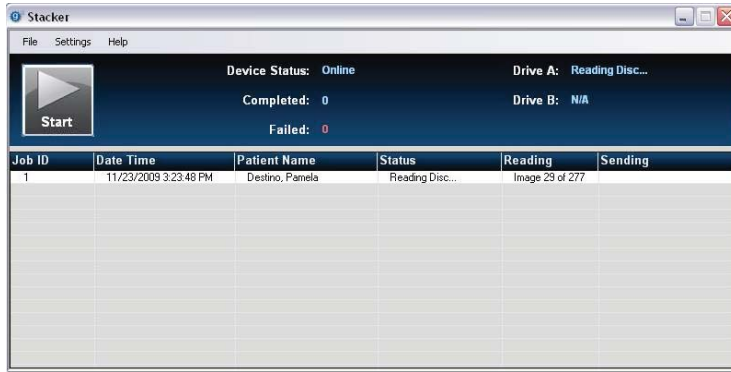 Stacker
File Settings Help
Start
Device Status: Online
Completed: 0
Failed: 0
Drive A: Reading Disc...
Drive B: N/A
Job ID Date Time Patient Name Status Reading Sending
1 11/23/2009 3:23:48 PM Destino, Pamela Reading Disc... Image 29 of 277